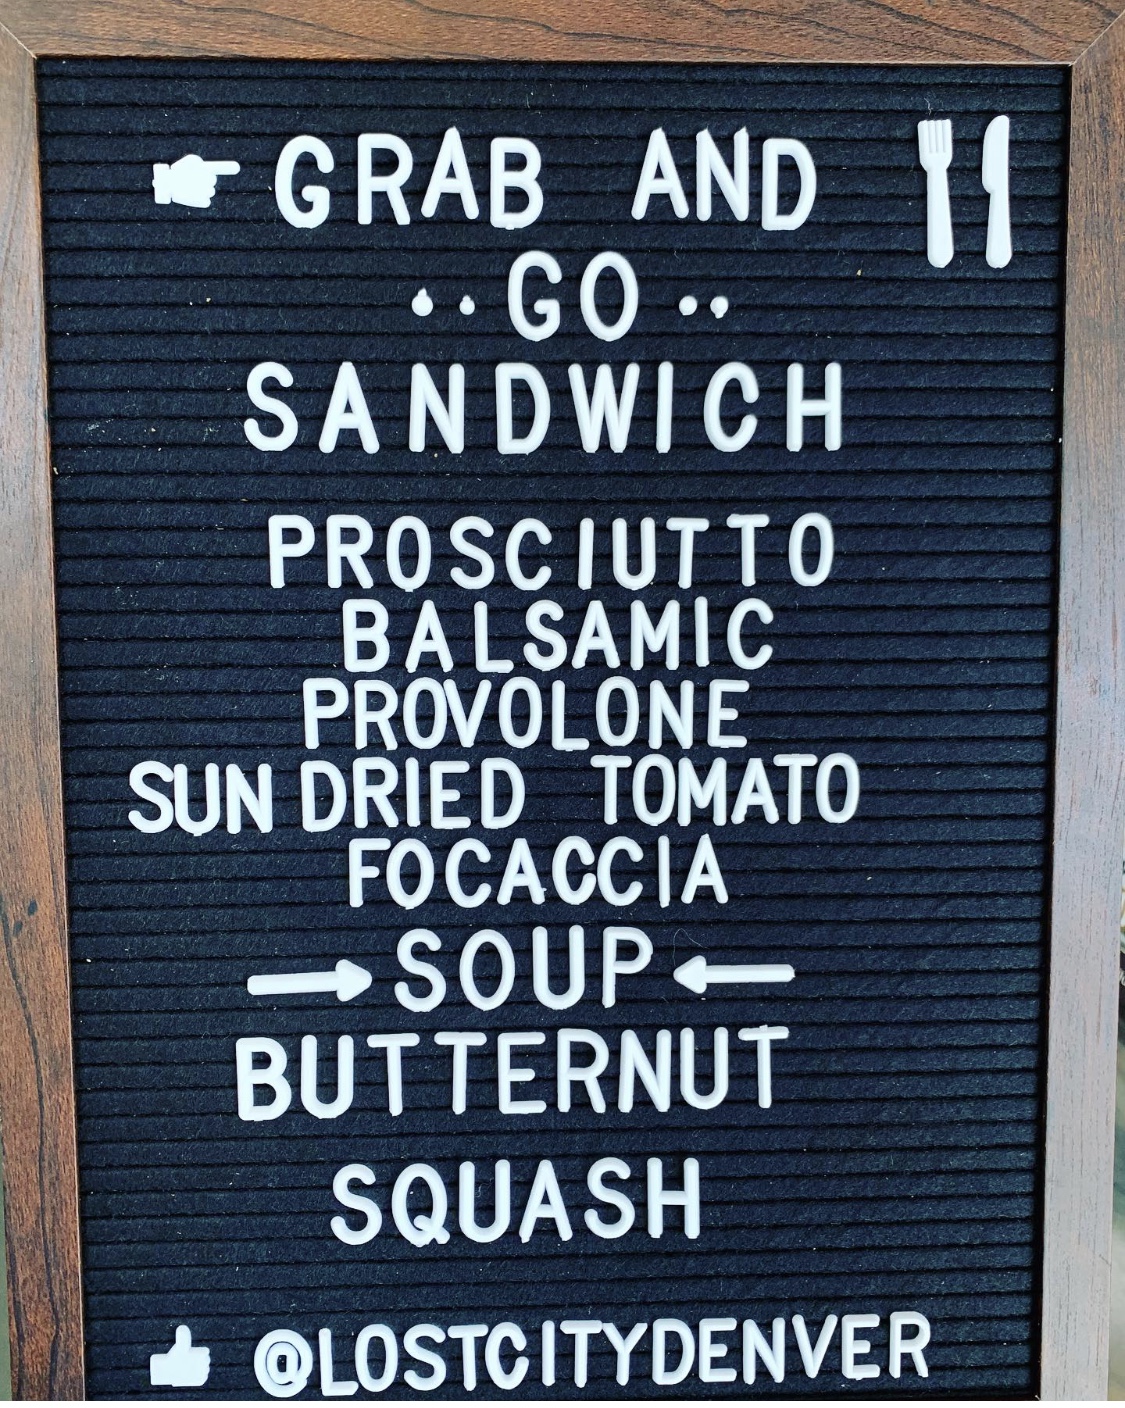 GRAB AND
.. GO ..
SANDWICH
PROSCIUTTO
BALSAMIC
PROVOLONE
SUN DRIED TOMATO
FOCACCIA
SOUP
BUTTERNUT
SQUASH
@LOSTCITYDENVER